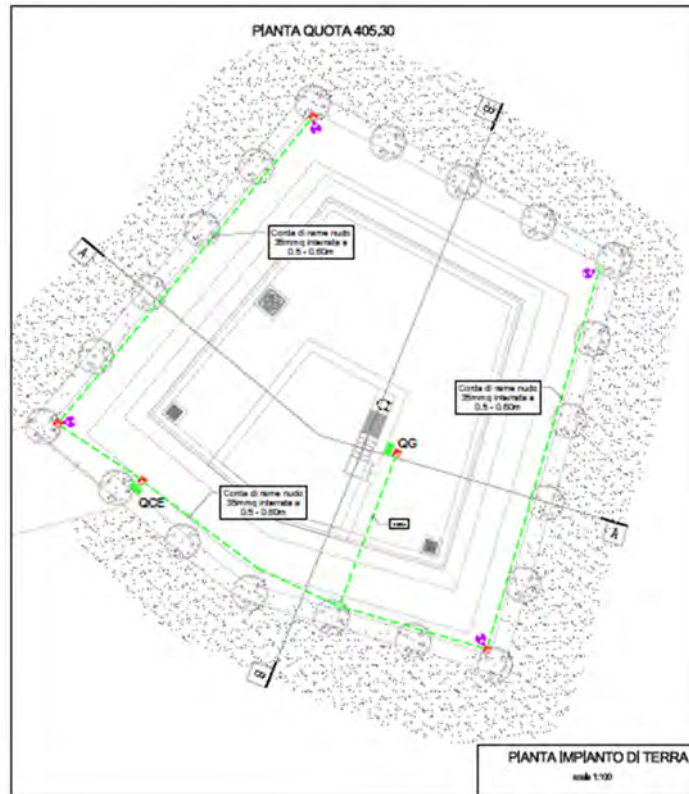 PIANTA QUOTA 405,30
B
Corda di rame nudo
35mmq interrata a
0.5 - 0.60m
A
Corda di rame nudo
35mmq interrata a
0.5 - 0.60m
QG
Corda di rame nudo
35mmq interrata a
0.5 - 0.60m
QCE
A
B
PIANTA IMPIANTO DI TERRA
scala 1:100